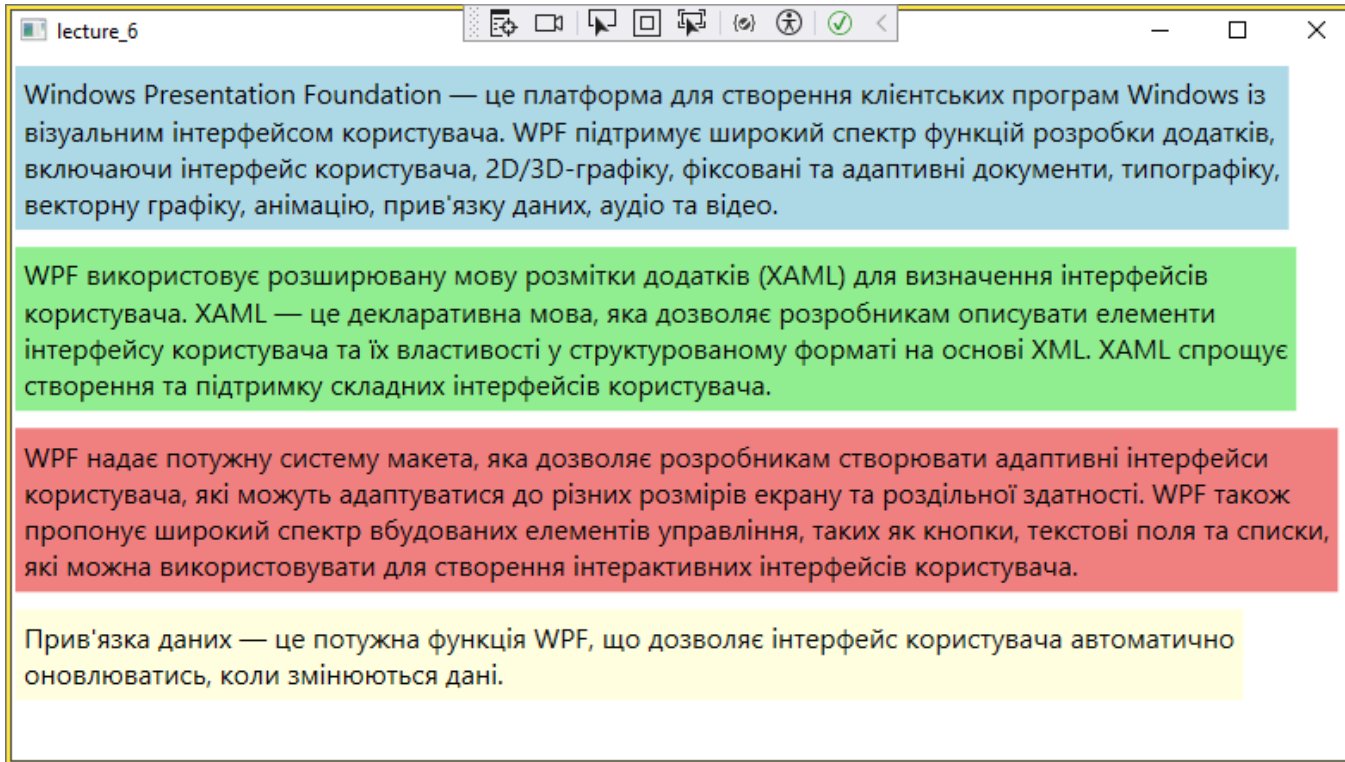 lecture_6
Windows Presentation Foundation — це платформа для створення клієнтських програм Windows із
візуальним інтерфейсом користувача. WPF підтримує широкий спектр функцій розробки додатків,
включаючи інтерфейс користувача, 2D/3D-графіку, фіксовані та адаптивні документи, типографіку,
векторну графіку, анімацію, прив'язку даних, аудіо та відео.
WPF використовує розширювану мову розмітки додатків (XAML) для визначення інтерфейсів
користувача. XAML — це декларативна мова, яка дозволяє розробникам описувати елементи
інтерфейсу користувача та їх властивості у структурованому форматі на основі XML. XAML спрощує
створення та підтримку складних інтерфейсів користувача.
WPF надає потужну систему макета, яка дозволяє розробникам створювати адаптивні інтерфейси
користувача, які можуть адаптуватися до різних розмірів екрану та роздільної здатності. WPF також
пропонує широкий спектр вбудованих елементів управління, таких як кнопки, текстові поля та списки,
які можна використовувати для створення інтерактивних інтерфейсів користувача.
Прив'язка даних — це потужна функція WPF, що дозволяє інтерфейс користувача автоматично
оновлюватись, коли змінюються дані.